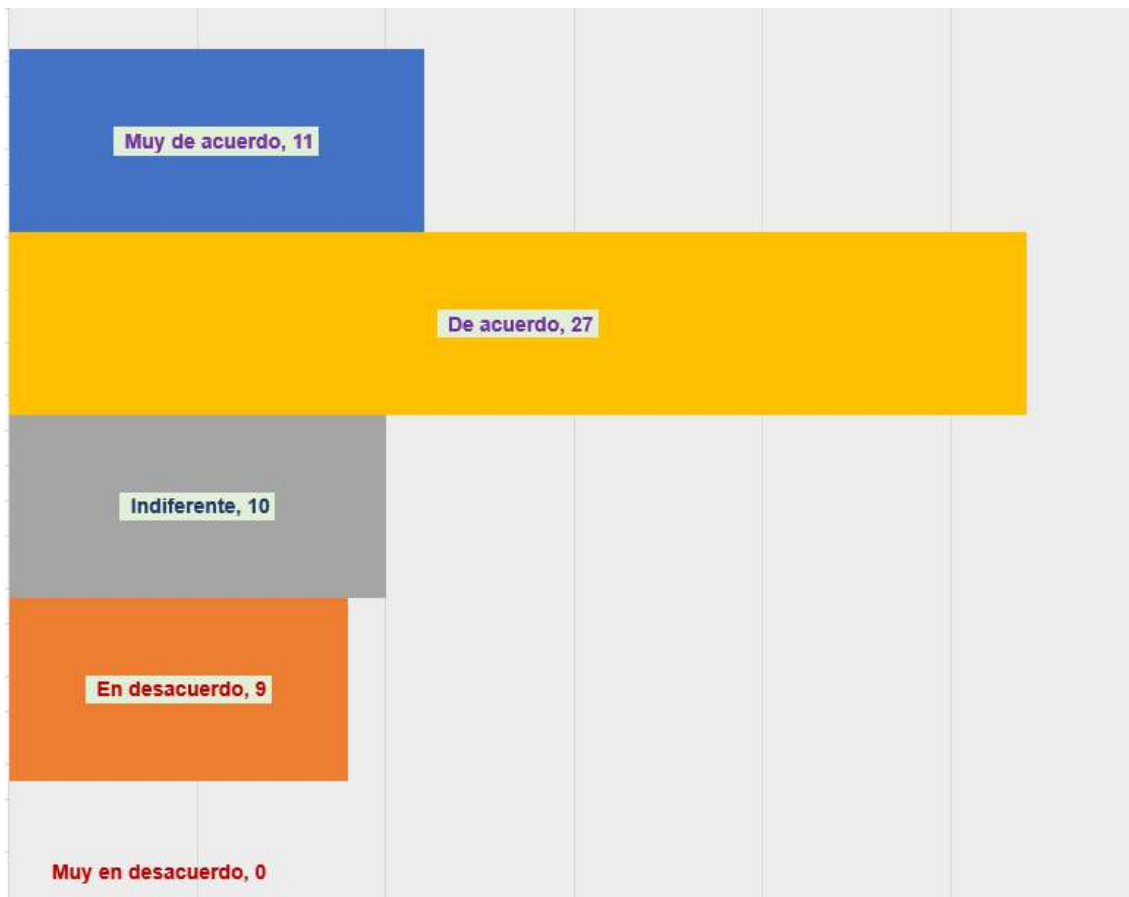 Muy de acuerdo, 11
De acuerdo, 27
Indiferente, 10
En desacuerdo, 9
Muy en desacuerdo, 0